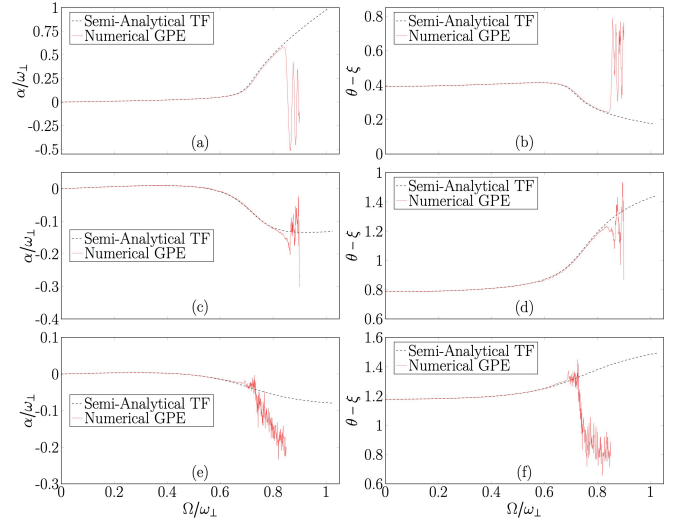 1
0.75
0.5
0.25
0
-0.25
-0.5
α/ω⊥
Semi-Analytical TF
Numerical GPE
(a)
0.8
0.6
0.4
0.2
0
θ − ξ
Semi-Analytical TF
Numerical GPE
(b)
0
-0.1
-0.2
-0.3
-0.4
α/ω⊥
Semi-Analytical TF
Numerical GPE
(c)
1.6
1.4
1.2
1
0.8
0.6
θ − ξ
Semi-Analytical TF
Numerical GPE
(d)
0.1
0
-0.1
-0.2
-0.3
α/ω⊥
Semi-Analytical TF
Numerical GPE
(e)
0 0.2 0.4 0.6 0.8 1
Ω/ω⊥
1.6
1.4
1.2
1
0.8
0.6
θ − ξ
Semi-Analytical TF
Numerical GPE
(f)
0 0.2 0.4 0.6 0.8 1
Ω/ω⊥